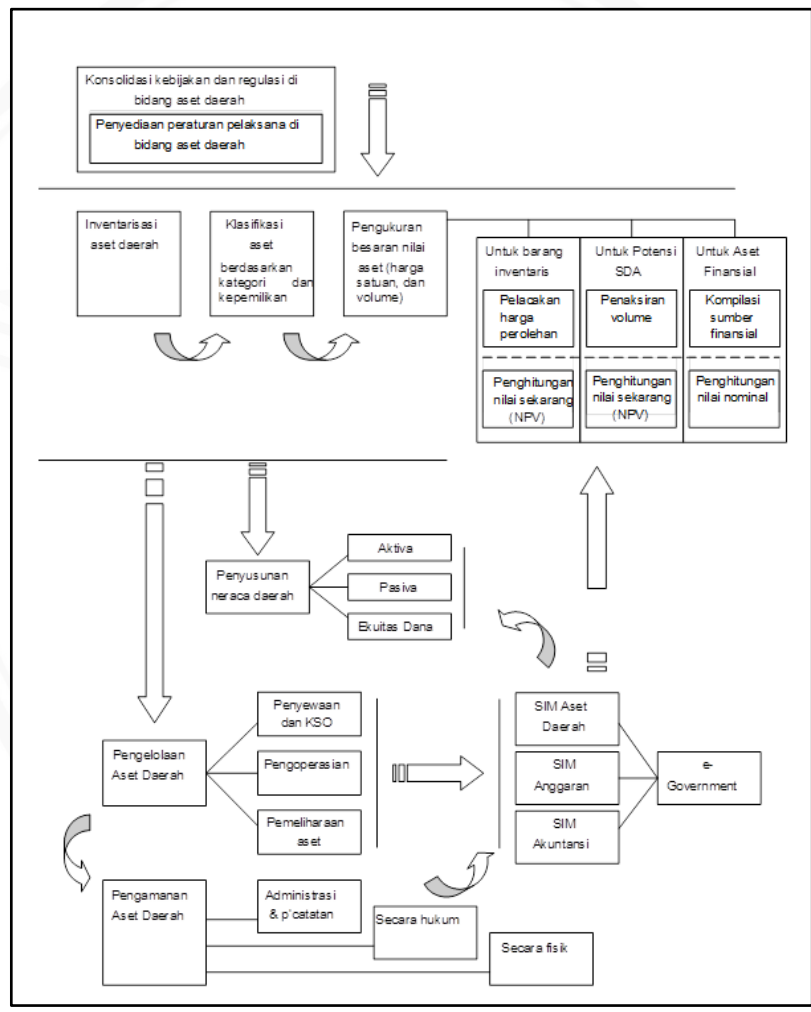 Konsolidasi kebijakan dan regulasi di
bidang aset daerah
Penyediaan peraturan pelaksana di
bidang aset daerah
Inventarisasi
aset daerah
Klasifikasi
aset
berdasarkan
kategori dan
kepemilikan
Pengukuran
besaran nilai
aset (harga
satuan, dan
volume)
Untuk barang
inventaris
Pelacakan
harga
perolehan
Penghitungan
nilai sekarang
(NPV)
Untuk Potensi
SDA
Penaksiran
volume
Penghitungan
nilai sekarang
(NPV)
Untuk Aset
Finansial
Kompilasi
sumber
finansial
Penghitungan
nilai nominal
Penyusunan
neraca daerah
Aktiva
Pasiva
Ekuitas Dana
Pengelolaan
Aset Daerah
Penyewaan
dan KSO
Pengoperasian
Pemeliharaan
aset
SIM Aset
Daerah
SIM
Anggaran
SIM
Akuntansi
e-
Government
Pengamanan
Aset Daerah
Administrasi
& p'catatan
Secara hukum
Secara fisik